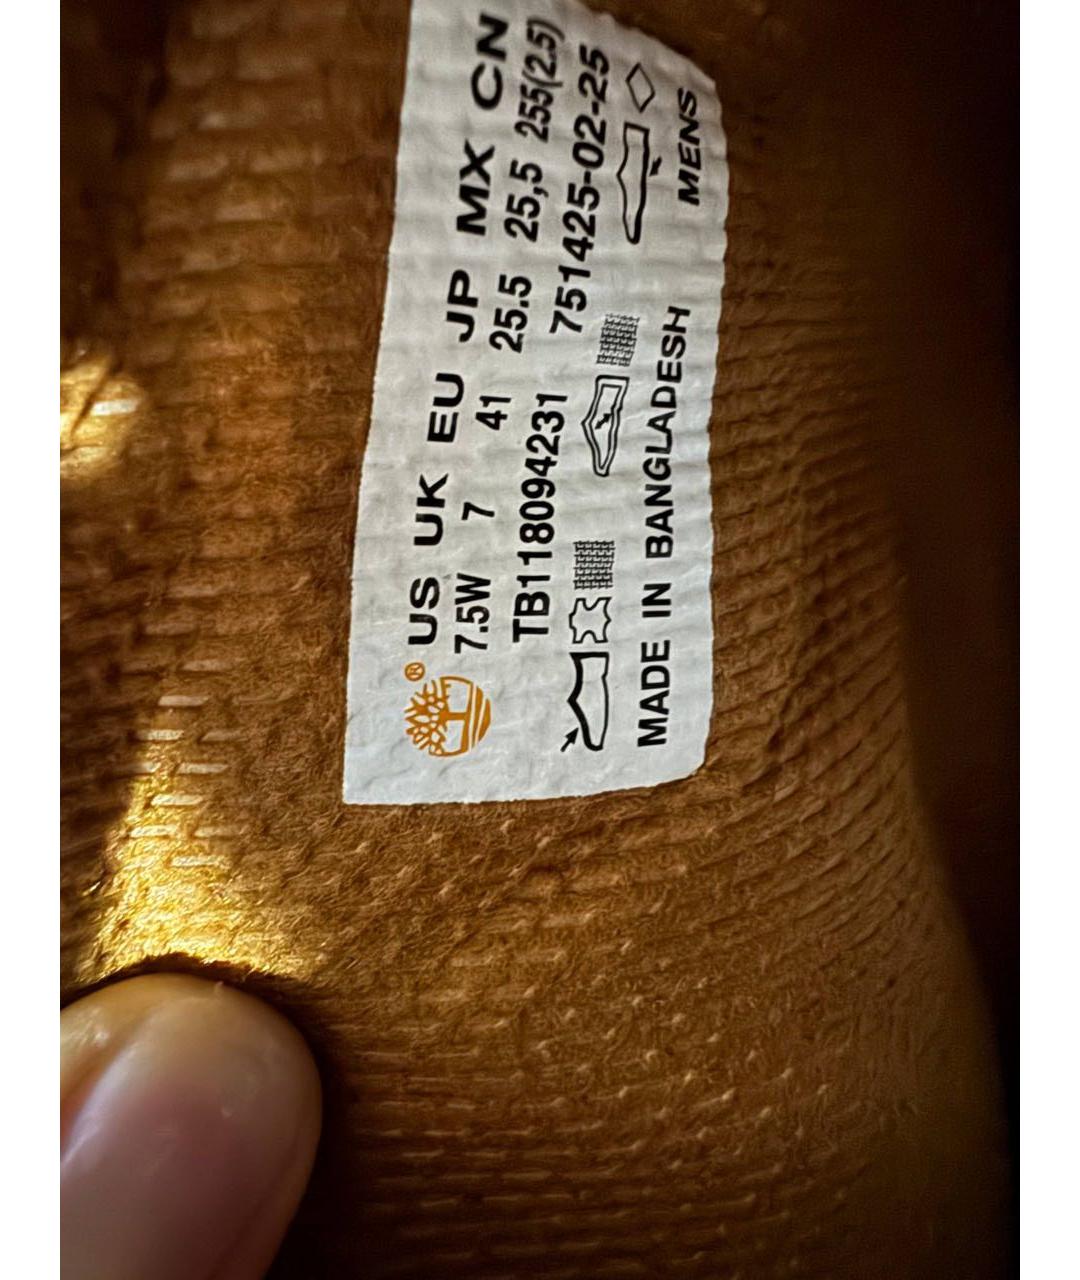 ® US UK EU JP MX CN
7.5W 7 41 25.5 25,5 255(2.5)
TB118094231 751425-02-25
MADE IN BANGLADESH MENS